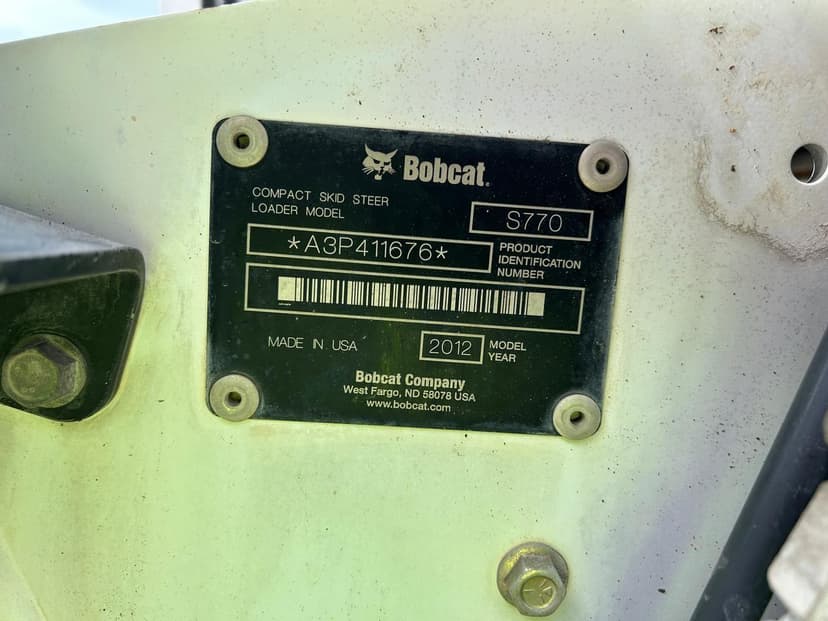 Bobcat.
COMPACT SKID STEER
LOADER MODEL
S770
*A3P411676*
PRODUCT
IDENTIFICATION
NUMBER
MADE IN USA
2012
MODEL
YEAR
Bobcat Company
West Fargo, ND 58078 USA
www.bobcat.com